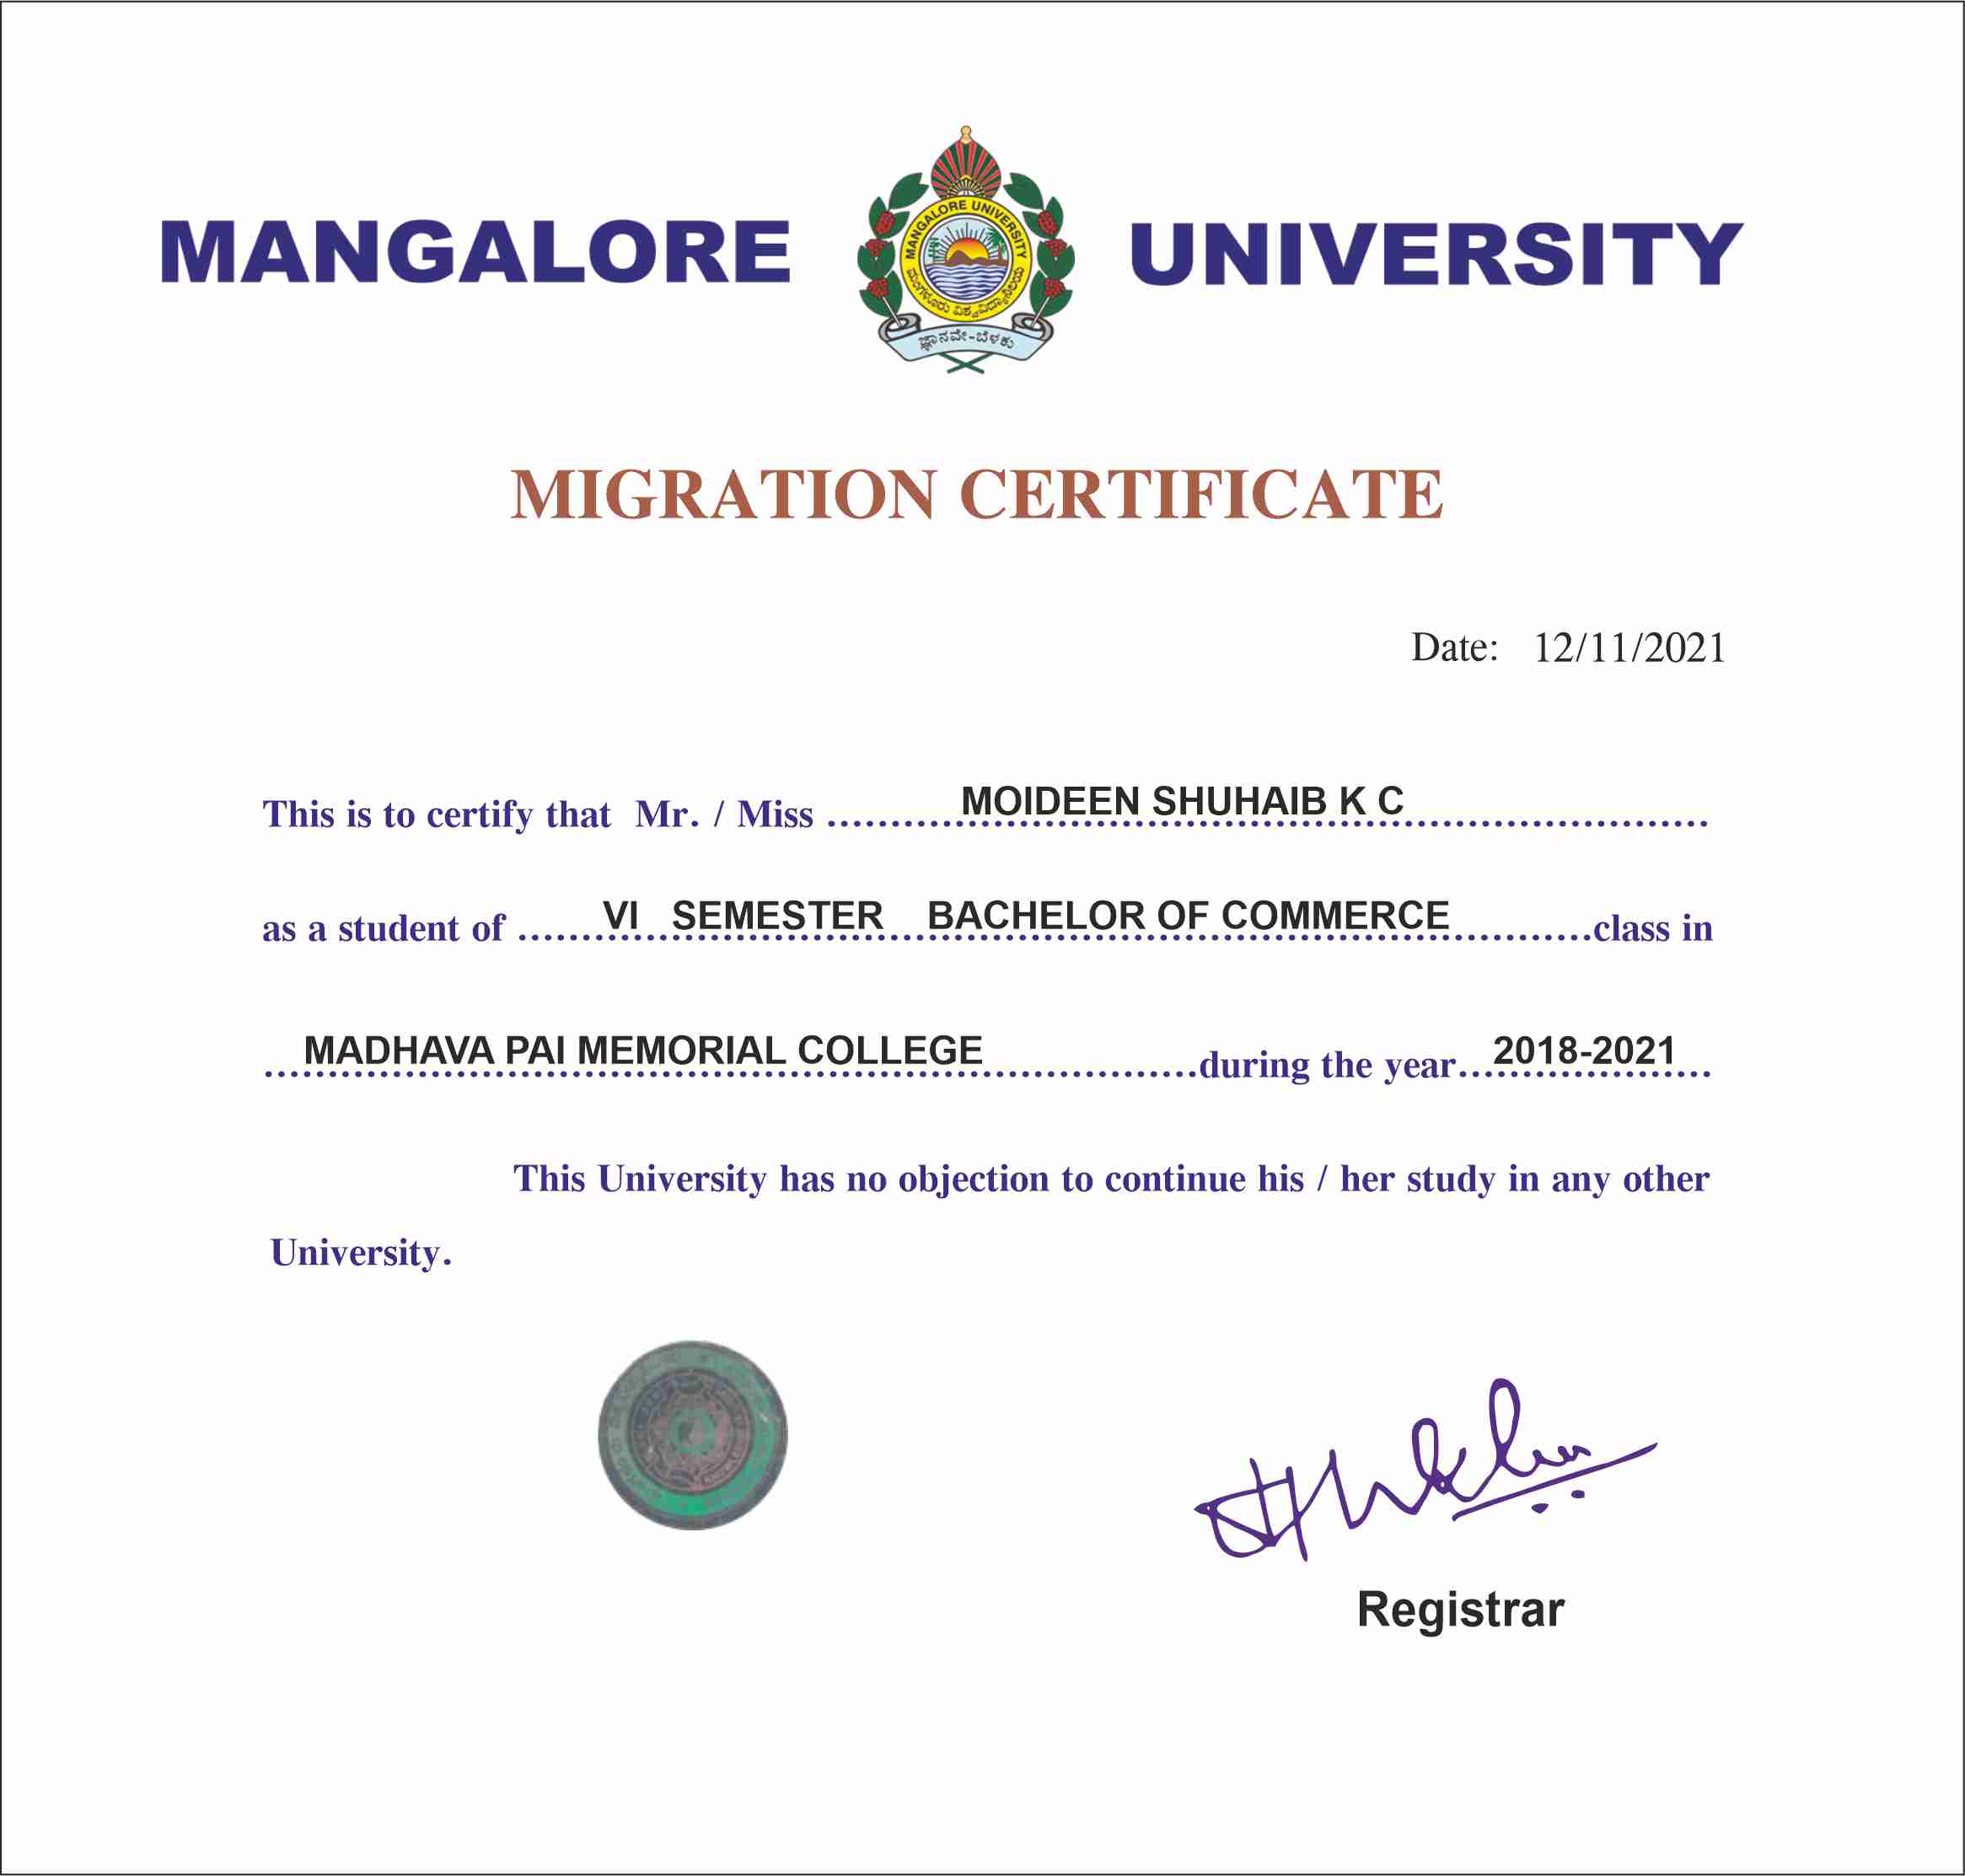 MANGALORE UNIVERSITY
MANGALORE UNIVERSITY
ಮಂಗಳೂರು ವಿಶ್ವವಿದ್ಯಾನಿಲಯ
ಜ್ಞಾನವೇ-ಬೆಳಕು
MIGRATION CERTIFICATE
Date: 12/11/2021
This is to certify that Mr. / Miss MOIDEEN SHUHAIB K C
as a student of VI SEMESTER BACHELOR OF COMMERCE class in
MADHAVA PAI MEMORIAL COLLEGE during the year 2018-2021
This University has no objection to continue his / her study in any other
University.
Registrar